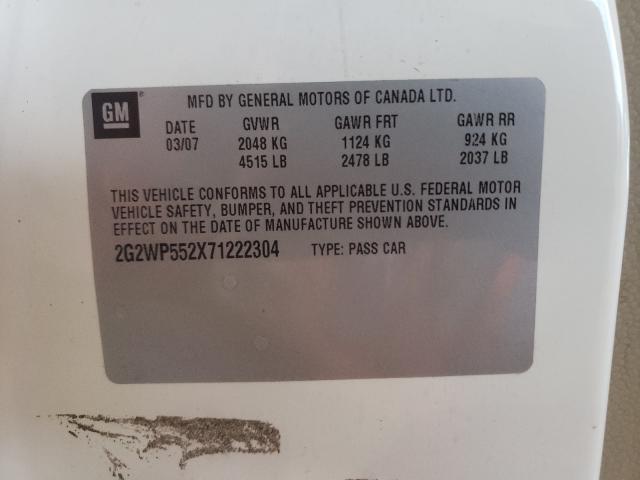 GM ® MFD BY GENERAL MOTORS OF CANADA LTD.
DATE GVWR GAWR FRT GAWR RR
03/07 2048 KG 1124 KG 924 KG
4515 LB 2478 LB 2037 LB
THIS VEHICLE CONFORMS TO ALL APPLICABLE U.S. FEDERAL MOTOR
VEHICLE SAFETY, BUMPER, AND THEFT PREVENTION STANDARDS IN
EFFECT ON THE DATE OF MANUFACTURE SHOWN ABOVE.
2G2WP552X71222304 TYPE: PASS CAR